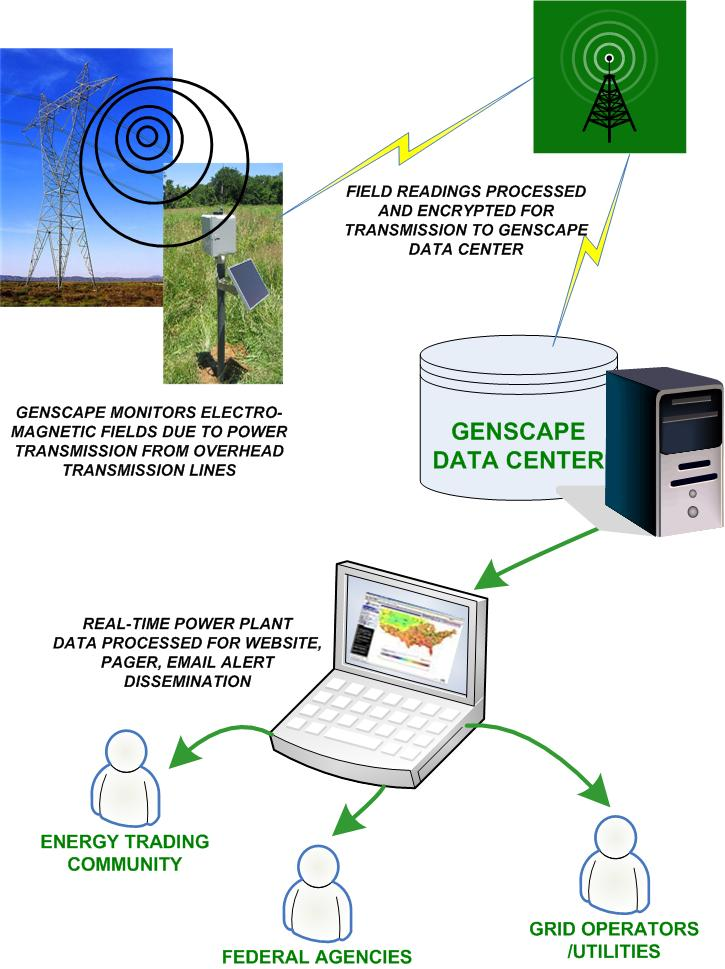 FIELD READINGS PROCESSED
AND ENCRYPTED FOR
TRANSMISSION TO GENSCAPE
DATA CENTER
GENSCAPE MONITORS ELECTRO-
MAGNETIC FIELDS DUE TO POWER
TRANSMISSION FROM OVERHEAD
TRANSMISSION LINES
GENSCAPE
DATA CENTER
REAL-TIME POWER PLANT
DATA PROCESSED FOR WEBSITE,
PAGER, EMAIL ALERT
DISSEMINATION
ENERGY TRADING
COMMUNITY
FEDERAL AGENCIES
GRID OPERATORS
/UTILITIES